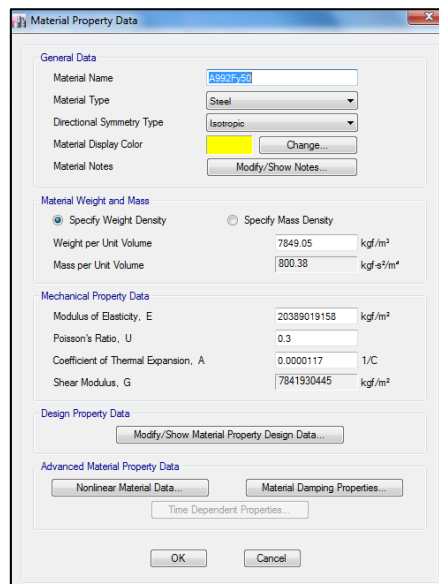 Material Property Data
General Data
Material Name A992Fy50
Material Type Steel
Directional Symmetry Type Isotropic
Material Display Color Change...
Material Notes Modify/Show Notes...
Material Weight and Mass
Specify Weight Density Specify Mass Density
Weight per Unit Volume 7849.05 kgf/m³
Mass per Unit Volume 800.38 kgf-s²/m⁴
Mechanical Property Data
Modulus of Elasticity, E 20389019158 kgf/m²
Poisson's Ratio, U 0.3
Coefficient of Thermal Expansion, A 0.0000117 1/C
Shear Modulus, G 7841930445 kgf/m²
Design Property Data
Modify/Show Material Property Design Data...
Advanced Material Property Data
Nonlinear Material Data... Material Damping Properties...
Time Dependent Properties...
OK Cancel